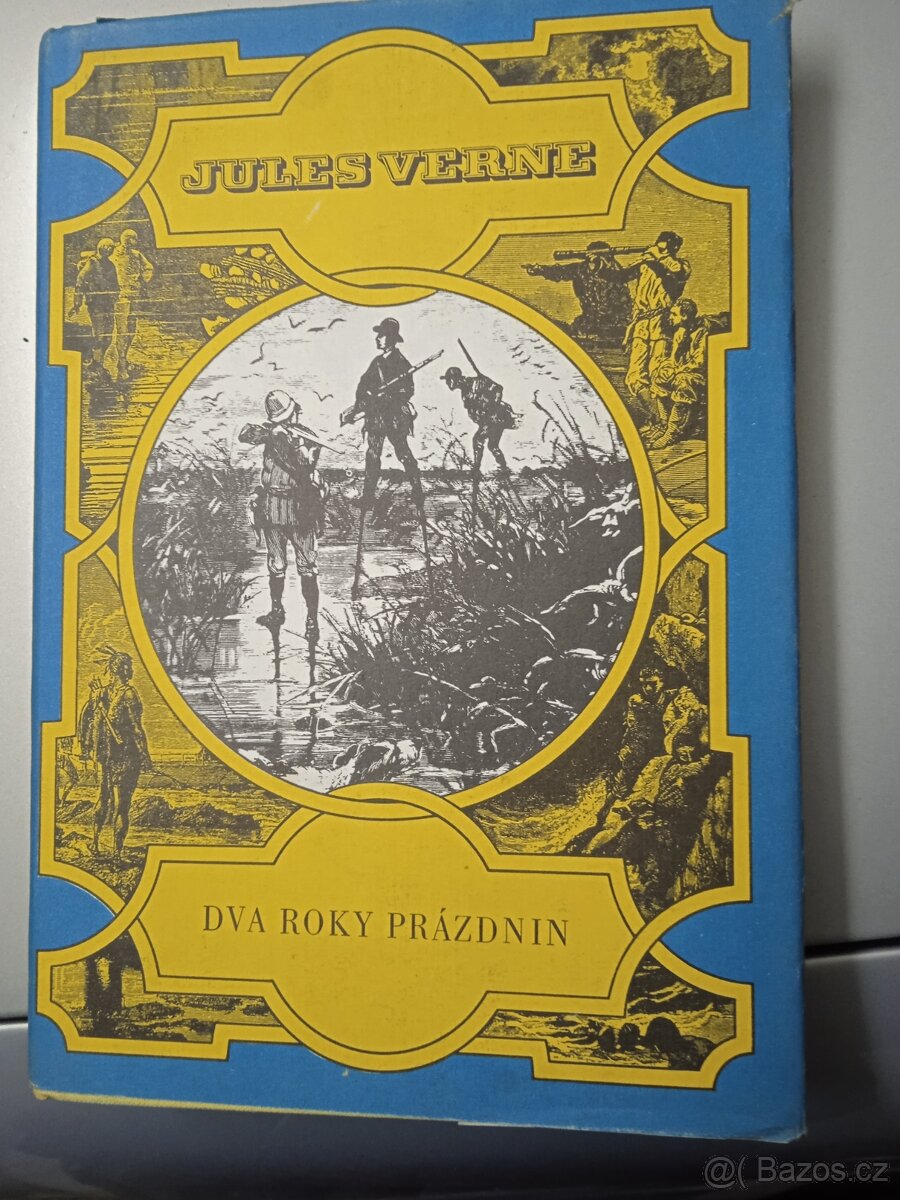 JULES VERNE
DVA ROKY PRÁZDNIN
@( Bazos.cz